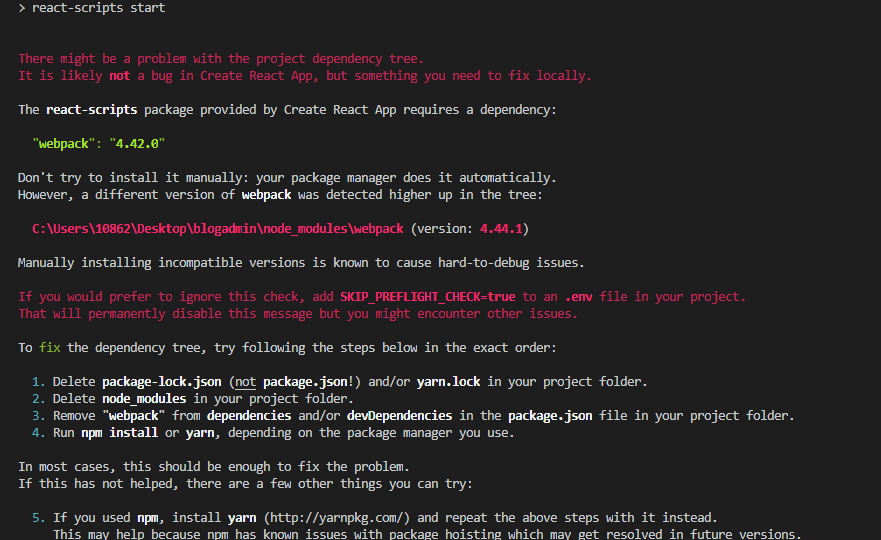 > react-scripts start
There might be a problem with the project dependency tree.
It is likely not a bug in Create React App, but something you need to fix locally.
The react-scripts package provided by Create React App requires a dependency:
"webpack": "4.42.0"
Don't try to install it manually: your package manager does it automatically.
However, a different version of webpack was detected higher up in the tree:
C:\Users\10862\Desktop\blogadmin\node_modules\webpack (version: 4.44.1)
Manually installing incompatible versions is known to cause hard-to-debug issues.
If you would prefer to ignore this check, add SKIP_PREFLIGHT_CHECK=true to an .env file in your project.
That will permanently disable this message but you might encounter other issues.
To fix the dependency tree, try following the steps below in the exact order:
1. Delete package-lock.json (not package.json!) and/or yarn.lock in your project folder.
2. Delete node_modules in your project folder.
3. Remove "webpack" from dependencies and/or devDependencies in the package.json file in your project folder.
4. Run npm install or yarn, depending on the package manager you use.
In most cases, this should be enough to fix the problem.
If this has not helped, there are a few other things you can try:
5. If you used npm, install yarn (http://yarnpkg.com/) and repeat the above steps with it instead.
This may help because npm has known issues with package hoisting which may get resolved in future versions.